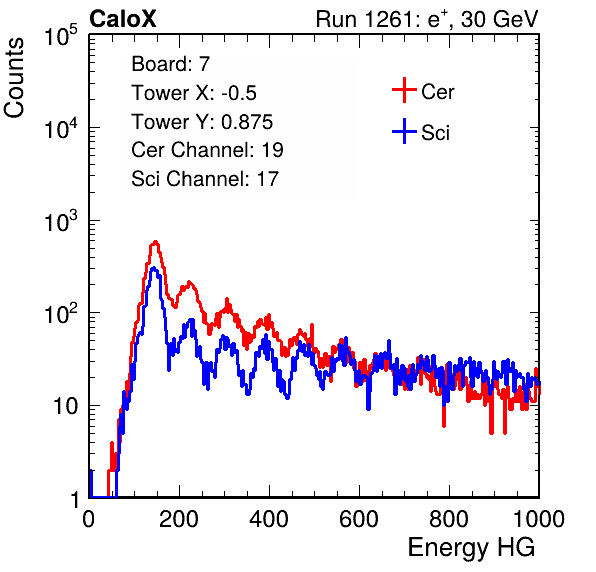 CaloX Run 1261: e⁺, 30 GeV
Counts
10⁵
10⁴
10³
10²
10
1
Board: 7
Tower X: -0.5
Tower Y: 0.875
Cer Channel: 19
Sci Channel: 17
Cer
Sci
0 200 400 600 800 1000
Energy HG